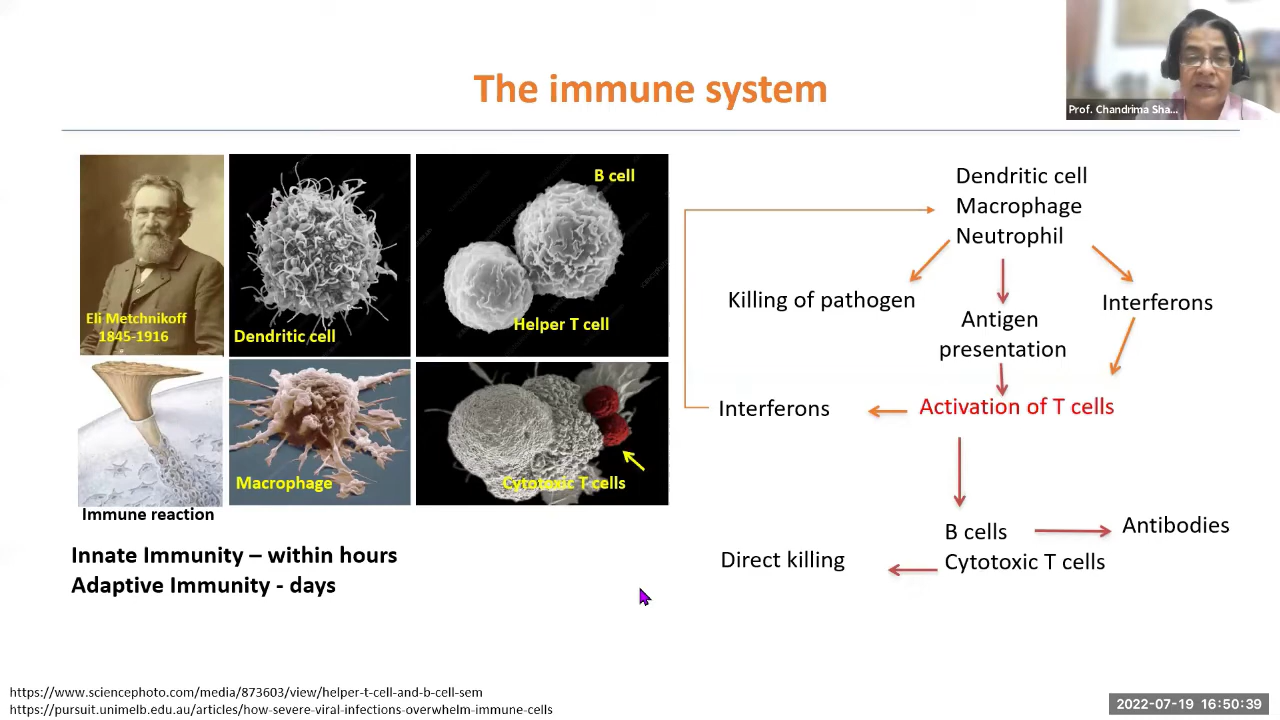 The immune system
Prof. Chandrima Sha...
Eli Metchnikoff
1845-1916
Dendritic cell
B cell
Helper T cell
Macrophage
Cytotoxic T cells
Immune reaction
Innate Immunity – within hours
Adaptive Immunity - days
Dendritic cell
Macrophage
Neutrophil
Killing of pathogen
Antigen
presentation
Interferons
Interferons
Activation of T cells
B cells
Cytotoxic T cells
Antibodies
Direct killing
https://www.sciencephoto.com/media/873603/view/helper-t-cell-and-b-cell-sem
https://pursuit.unimelb.edu.au/articles/how-severe-viral-infections-overwhelm-immune-cells
2022-07-19 16:50:39